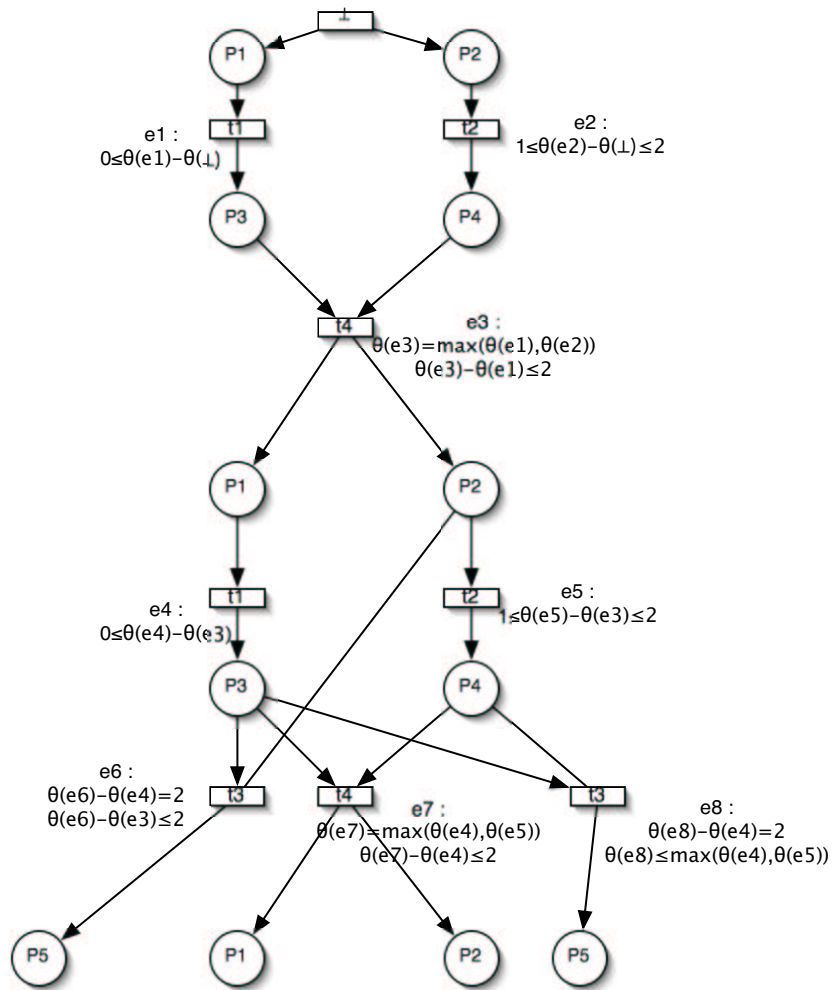 ⊥
P1
P2
t1
t2
e1 :
0≤θ(e1)−θ(⊥)
e2 :
1≤θ(e2)−θ(⊥)≤2
P3
P4
t4
e3 :
θ(e3)=max(θ(e1),θ(e2))
θ(e3)−θ(e1)≤2
P1
P2
t1
t2
e4 :
0≤θ(e4)−θ(e3)
e5 :
1≤θ(e5)−θ(e3)≤2
P3
P4
e6 :
θ(e6)−θ(e4)=2
θ(e6)−θ(e3)≤2
t3
t4
e7 :
θ(e7)=max(θ(e4),θ(e5))
θ(e7)−θ(e4)≤2
t3
e8 :
θ(e8)−θ(e4)=2
θ(e8)≤max(θ(e4),θ(e5))
P5
P1
P2
P5